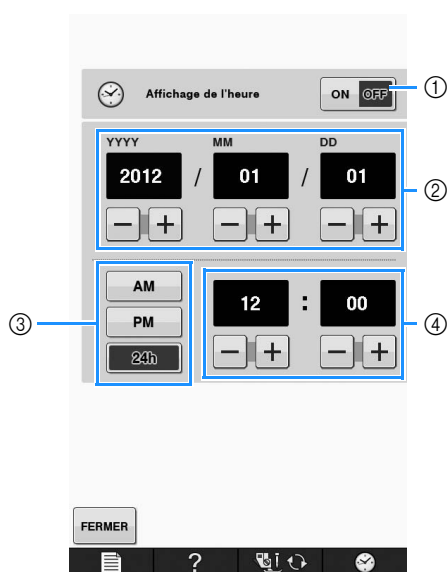 Affichage de l'heure ON OFF ①
YYYY MM DD
2012 / 01 / 01
− + − + − + ②
AM
PM
24h
③
12 : 00
− + − + ④
FERMER
?